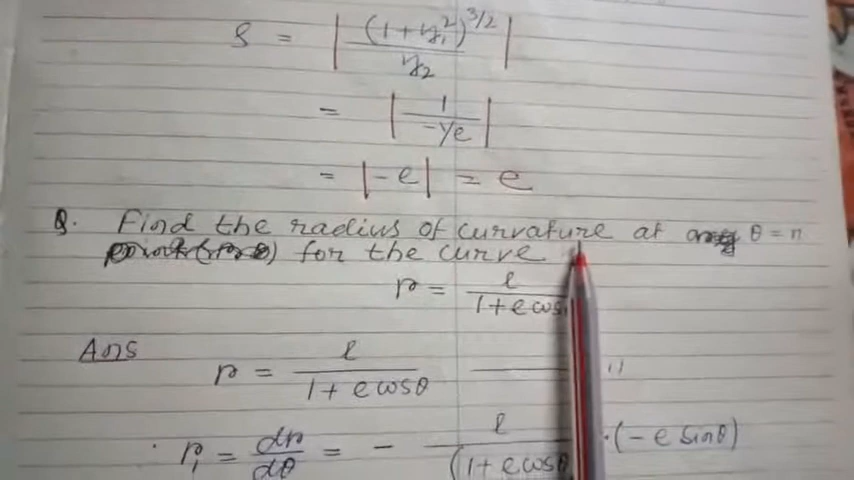 ρ = | (1 + y₁²)^3/2 / y₂ |
= | 1 / -1/e |
= |-e| = e
Q. Find the radius of curvature at θ = π
for the curve
r = l / 1 + e cos
Ans r = l / 1 + e cosθ
r₁ = dr/dθ = - l / (1 + e cosθ · (-e sinθ)